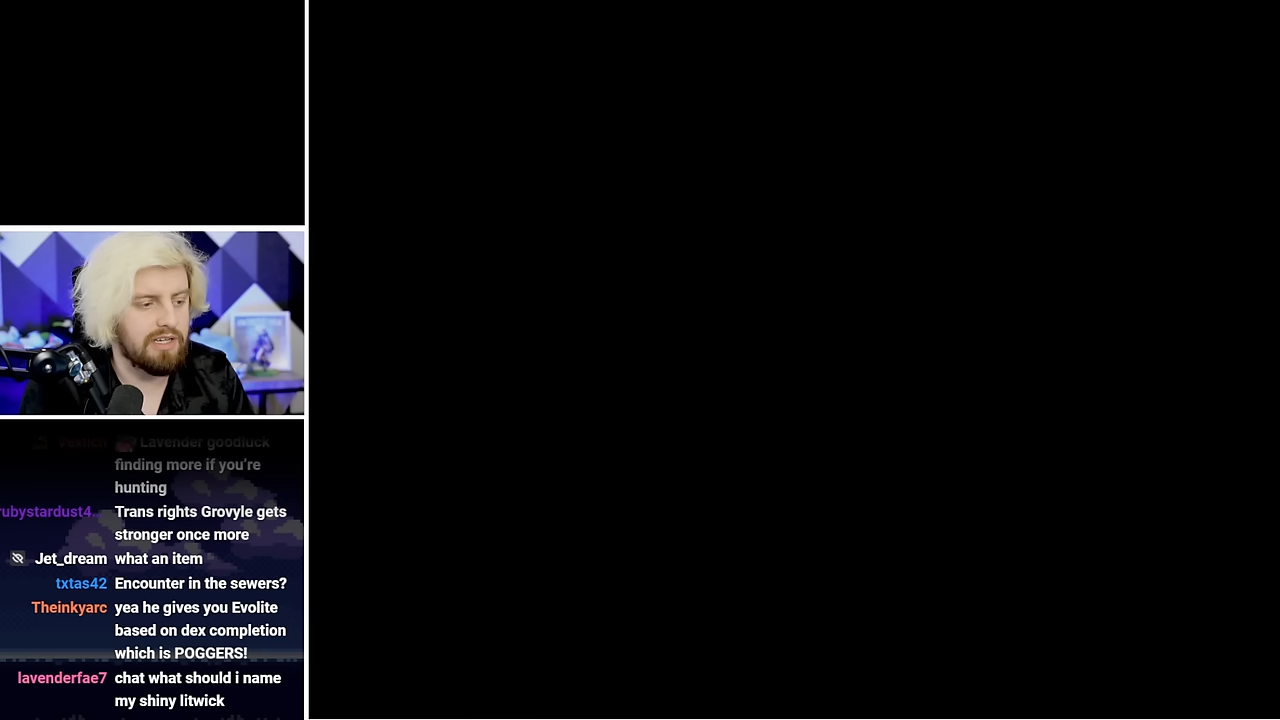 Lavender goodluck
finding more if you're
hunting
rubystardust4... Trans rights Grovyle gets
stronger once more
Jet_dream what an item
txtas42 Encounter in the sewers?
Theinkyarc yea he gives you Evolite
based on dex completion
which is POGGERS!
lavenderfae7 chat what should i name
my shiny litwick